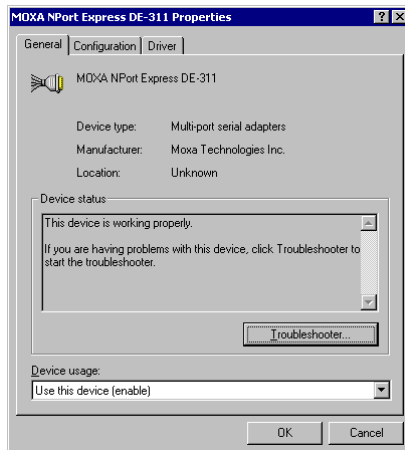 MOXA NPort Express DE-311 Properties
General Configuration Driver
MOXA NPort Express DE-311
Device type: Multi-port serial adapters
Manufacturer: Moxa Technologies Inc.
Location: Unknown
Device status
This device is working properly.
If you are having problems with this device, click Troubleshooter to
start the troubleshooter.
Troubleshooter...
Device usage:
Use this device (enable)
OK Cancel